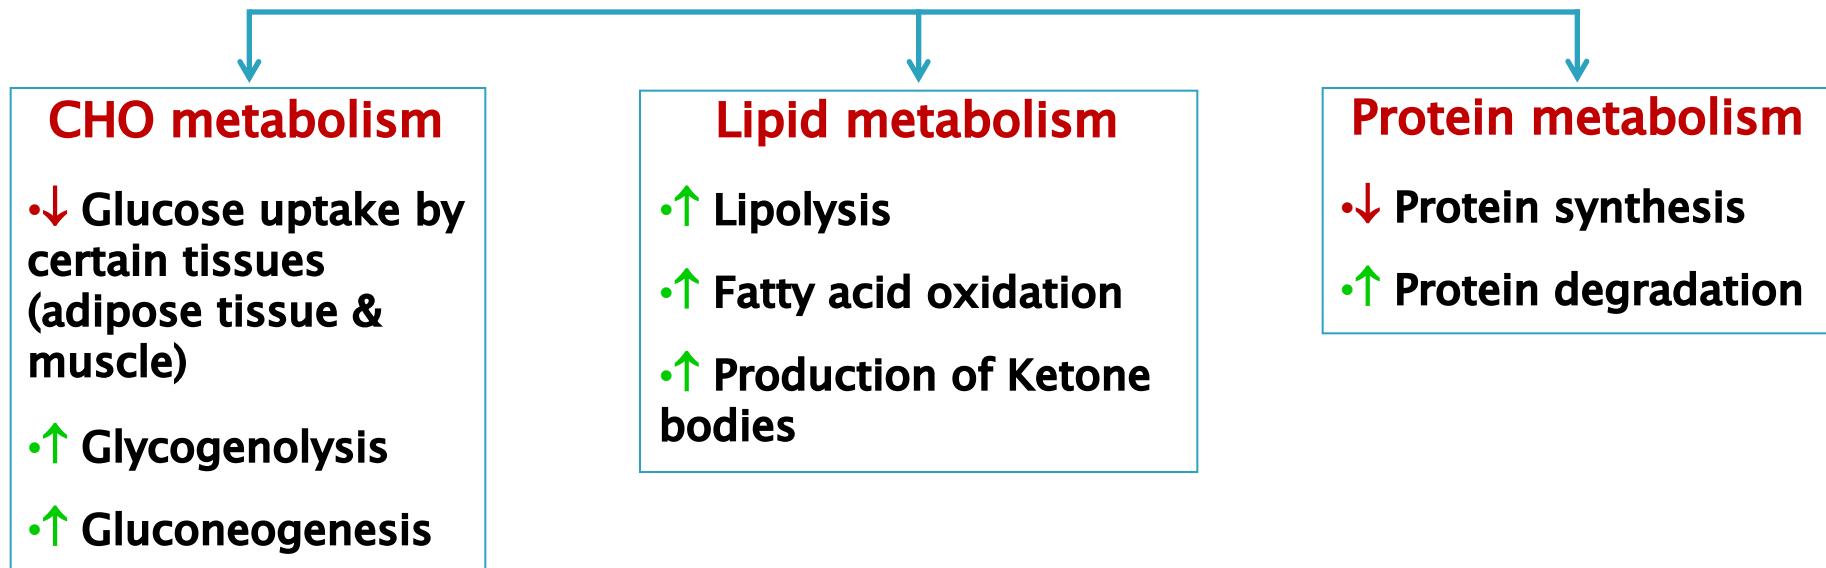 CHO metabolism
•↓ Glucose uptake by
certain tissues
(adipose tissue &
muscle)
•↑ Glycogenolysis
•↑ Gluconeogenesis
Lipid metabolism
•↑ Lipolysis
•↑ Fatty acid oxidation
•↑ Production of Ketone
bodies
Protein metabolism
•↓ Protein synthesis
•↑ Protein degradation